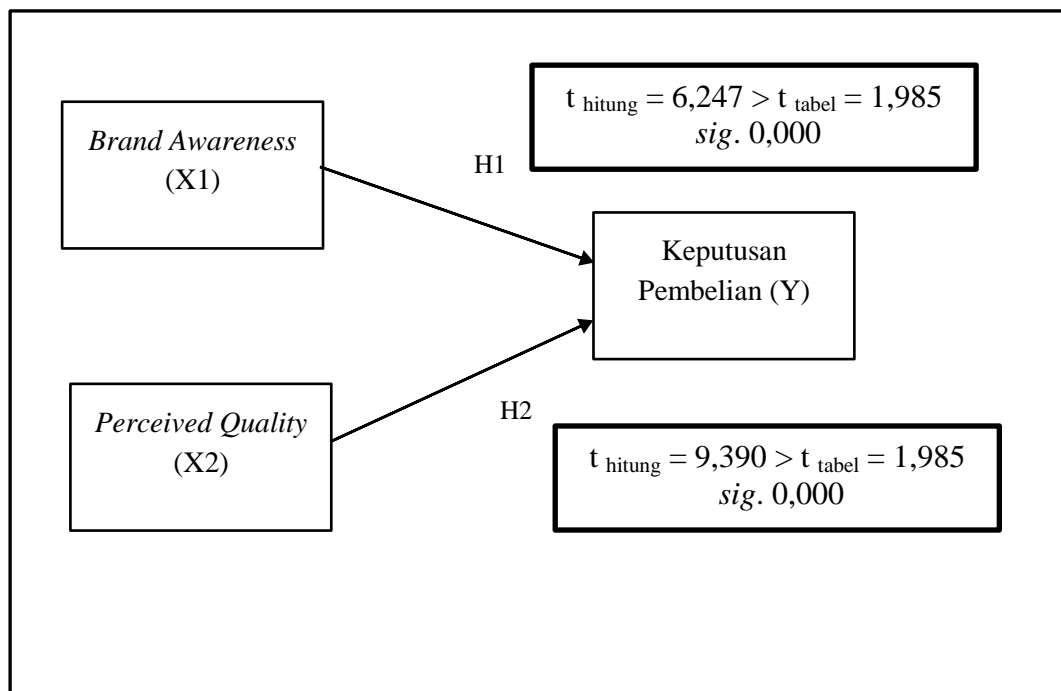 t hitung = 6,247 > t tabel = 1,985
sig. 0,000
Brand Awareness
(X1)
H1
Keputusan
Pembelian (Y)
Perceived Quality
(X2)
H2
t hitung = 9,390 > t tabel = 1,985
sig. 0,000